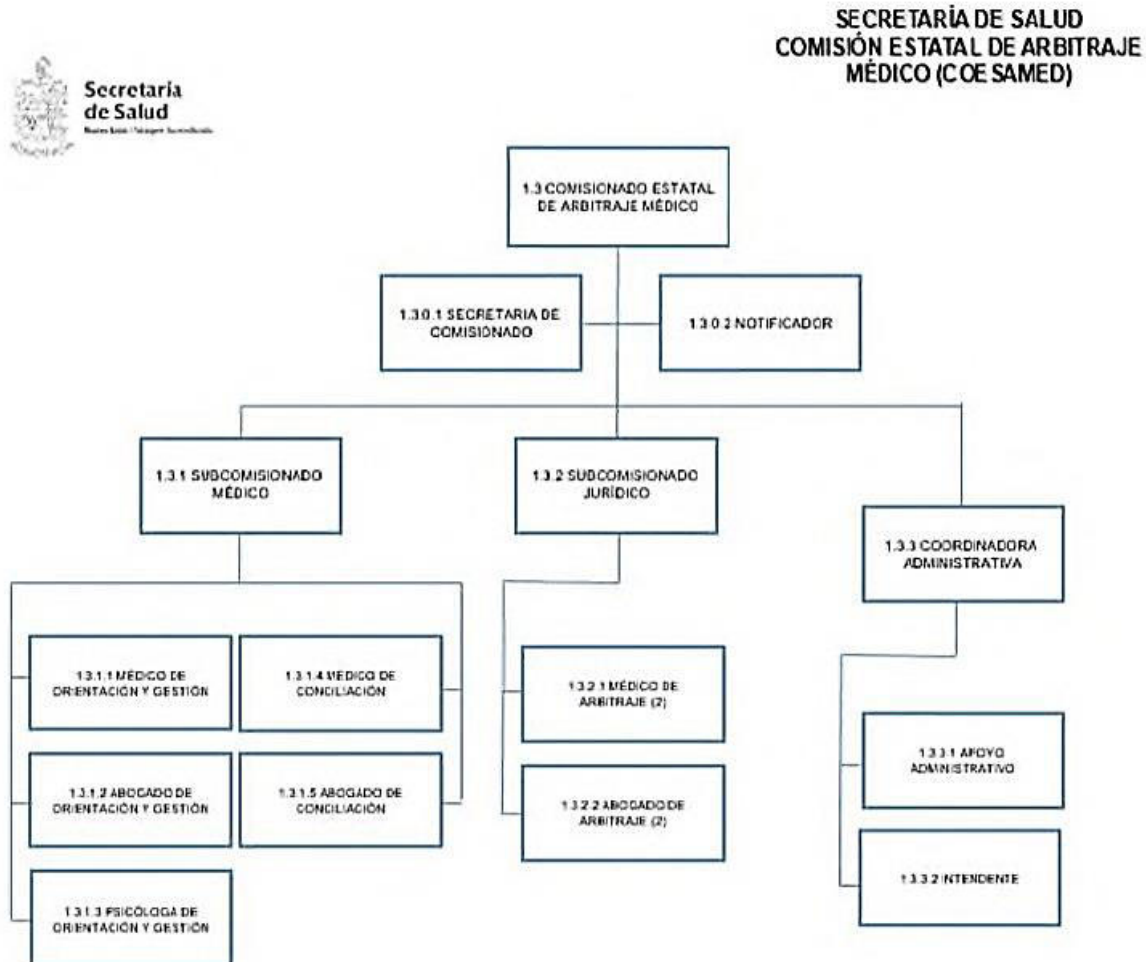 SECRETARÍA DE SALUD
COMISIÓN ESTATAL DE ARBITRAJE
MÉDICO (COESAMED)
Secretaría
de Salud
1.3 COMISIONADO ESTATAL
DE ARBITRAJE MÉDICO
1.3.0.1 SECRETARIA DE
COMISIONADO
1.3.0.2 NOTIFICADOR
1.3.1 SUBCOMISIONADO
MÉDICO
1.3.2 SUBCOMISIONADO
JURÍDICO
1.3.3 COORDINADORA
ADMINISTRATIVA
1.3.1.1 MÉDICO DE
ORIENTACIÓN Y GESTIÓN
1.3.1.4 MÉDICO DE
CONCILIACIÓN
1.3.1.2 ABOGADO DE
ORIENTACIÓN Y GESTIÓN
1.3.1.5 ABOGADO DE
CONCILIACIÓN
1.3.1.3 PSICÓLOGA DE
ORIENTACIÓN Y GESTIÓN
1.3.2.1 MÉDICO DE
ARBITRAJE (2)
1.3.2.2 ABOGADO DE
ARBITRAJE (2)
1.3.3.1 APOYO
ADMINISTRATIVO
1.3.3.2 INTENDENTE